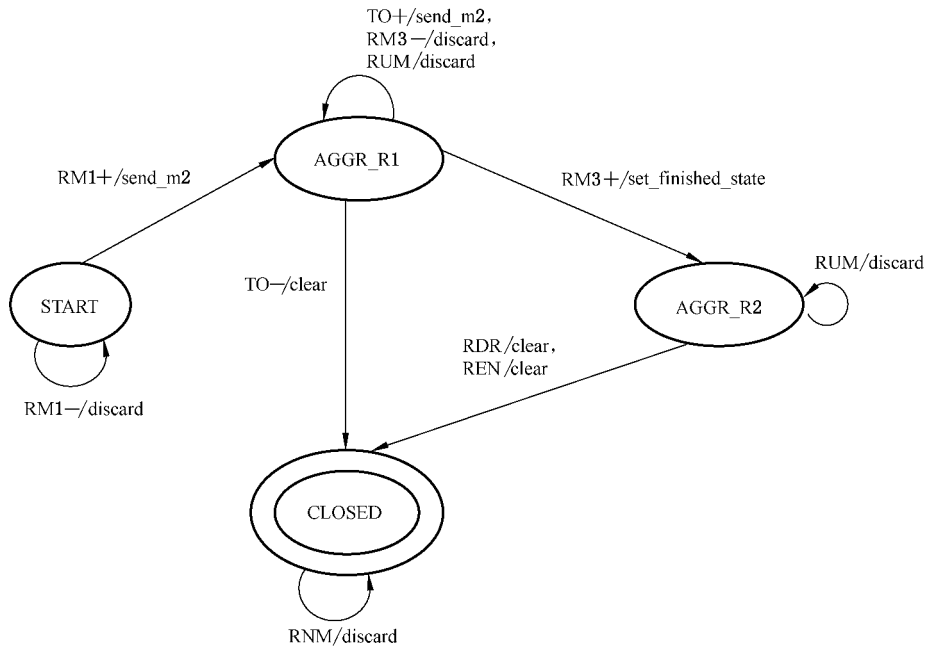 TO+/send_m2,
RM3−/discard,
RUM/discard
AGGR_R1
RM1+/send_m2
RM3+/set_finished_state
TO−/clear
RUM/discard
START
AGGR_R2
RDR/clear,
REN/clear
RM1−/discard
CLOSED
RNM/discard